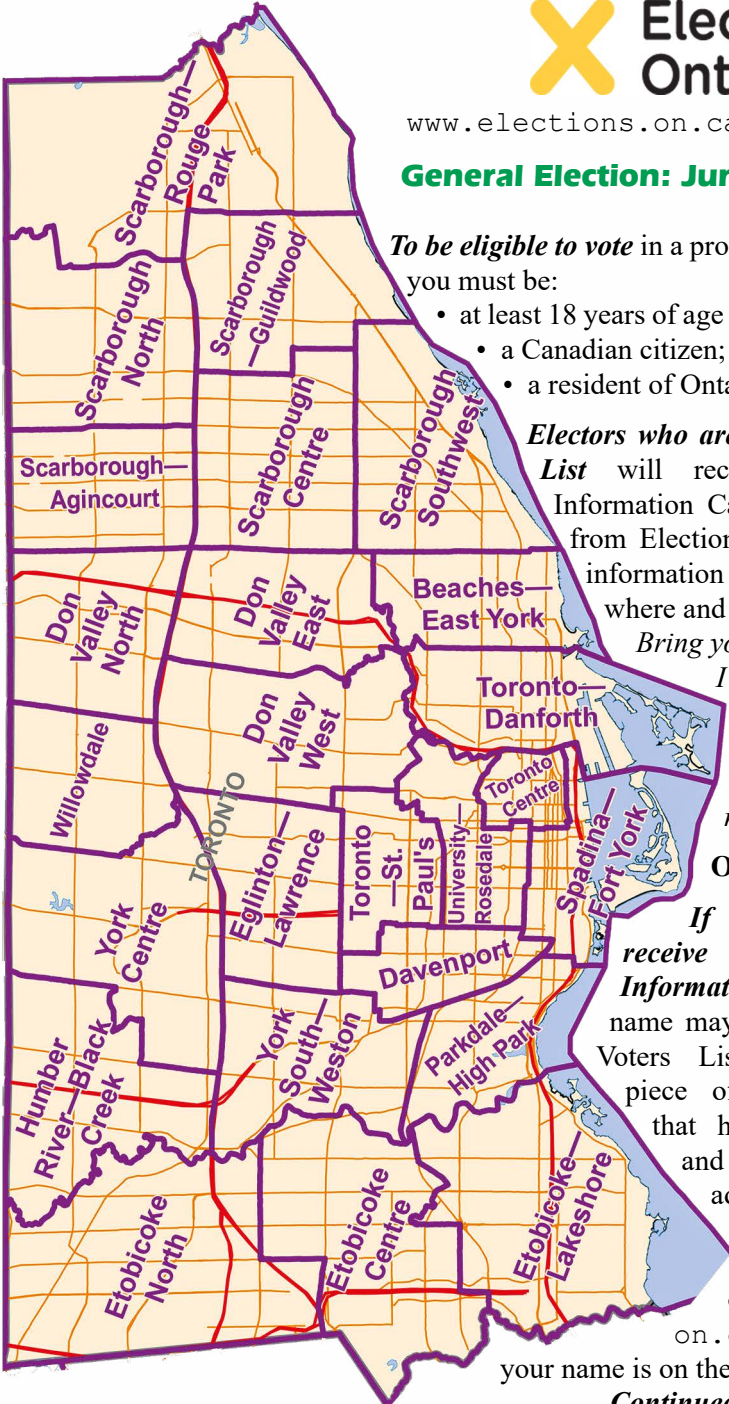 Elec
Ont
www.elections.on.ca
General Election: Jun
To be eligible to vote in a pro
you must be:
• at least 18 years of age
• a Canadian citizen;
• a resident of Onta
Electors who are
List will rec
Information Ca
from Election
information
where and
Bring yo
I
O
If
receive
Informat
name may
Voters Lis
piece of
that h
and
ad
on.
your name is on the
Continued
Scarborough—
Rouge
Park
Scarborough
North
Scarborough
—Guildwood
Scarborough—
Agincourt
Scarborough
Centre
Scarborough
Southwest
Don
Valley
North
Don
Valley
East
Beaches—
East York
Toronto—
Danforth
Don
Valley
West
Willowdale
TORONTO
Toronto
Centre
Eglinton—
Lawrence
Toronto
—St.
Paul's
University—
Rosedale
Spadina—
Fort York
York
Centre
Davenport
York
South—
Weston
Parkdale—
High Park
Humber
River—Black
Creek
Etobicoke
North
Etobicoke
Centre
Etobicoke—
Lakeshore